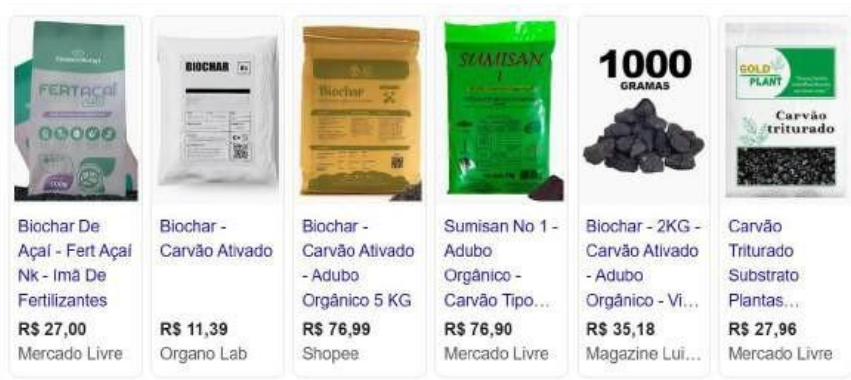 FERTAÇAÍ
BIOCHAR
Biochar
SUMISAN
1
1000
GRAMAS
GOLD
PLANT
Carvão
triturado
Biochar De
Açaí - Fert Açaí
Nk - Imã De
Fertilizantes
R$ 27,00
Mercado Livre
Biochar -
Carvão Ativado
R$ 11,39
Organo Lab
Biochar -
Carvão Ativado
- Adubo
Orgânico 5 KG
R$ 76,99
Shopee
Sumisan No 1 -
Adubo
Orgânico -
Carvão Tipo...
R$ 76,90
Mercado Livre
Biochar - 2KG -
Carvão Ativado
- Adubo
Orgânico - Vi...
R$ 35,18
Magazine Lui...
Carvão
Triturado
Substrato
Plantas...
R$ 27,96
Mercado Livre